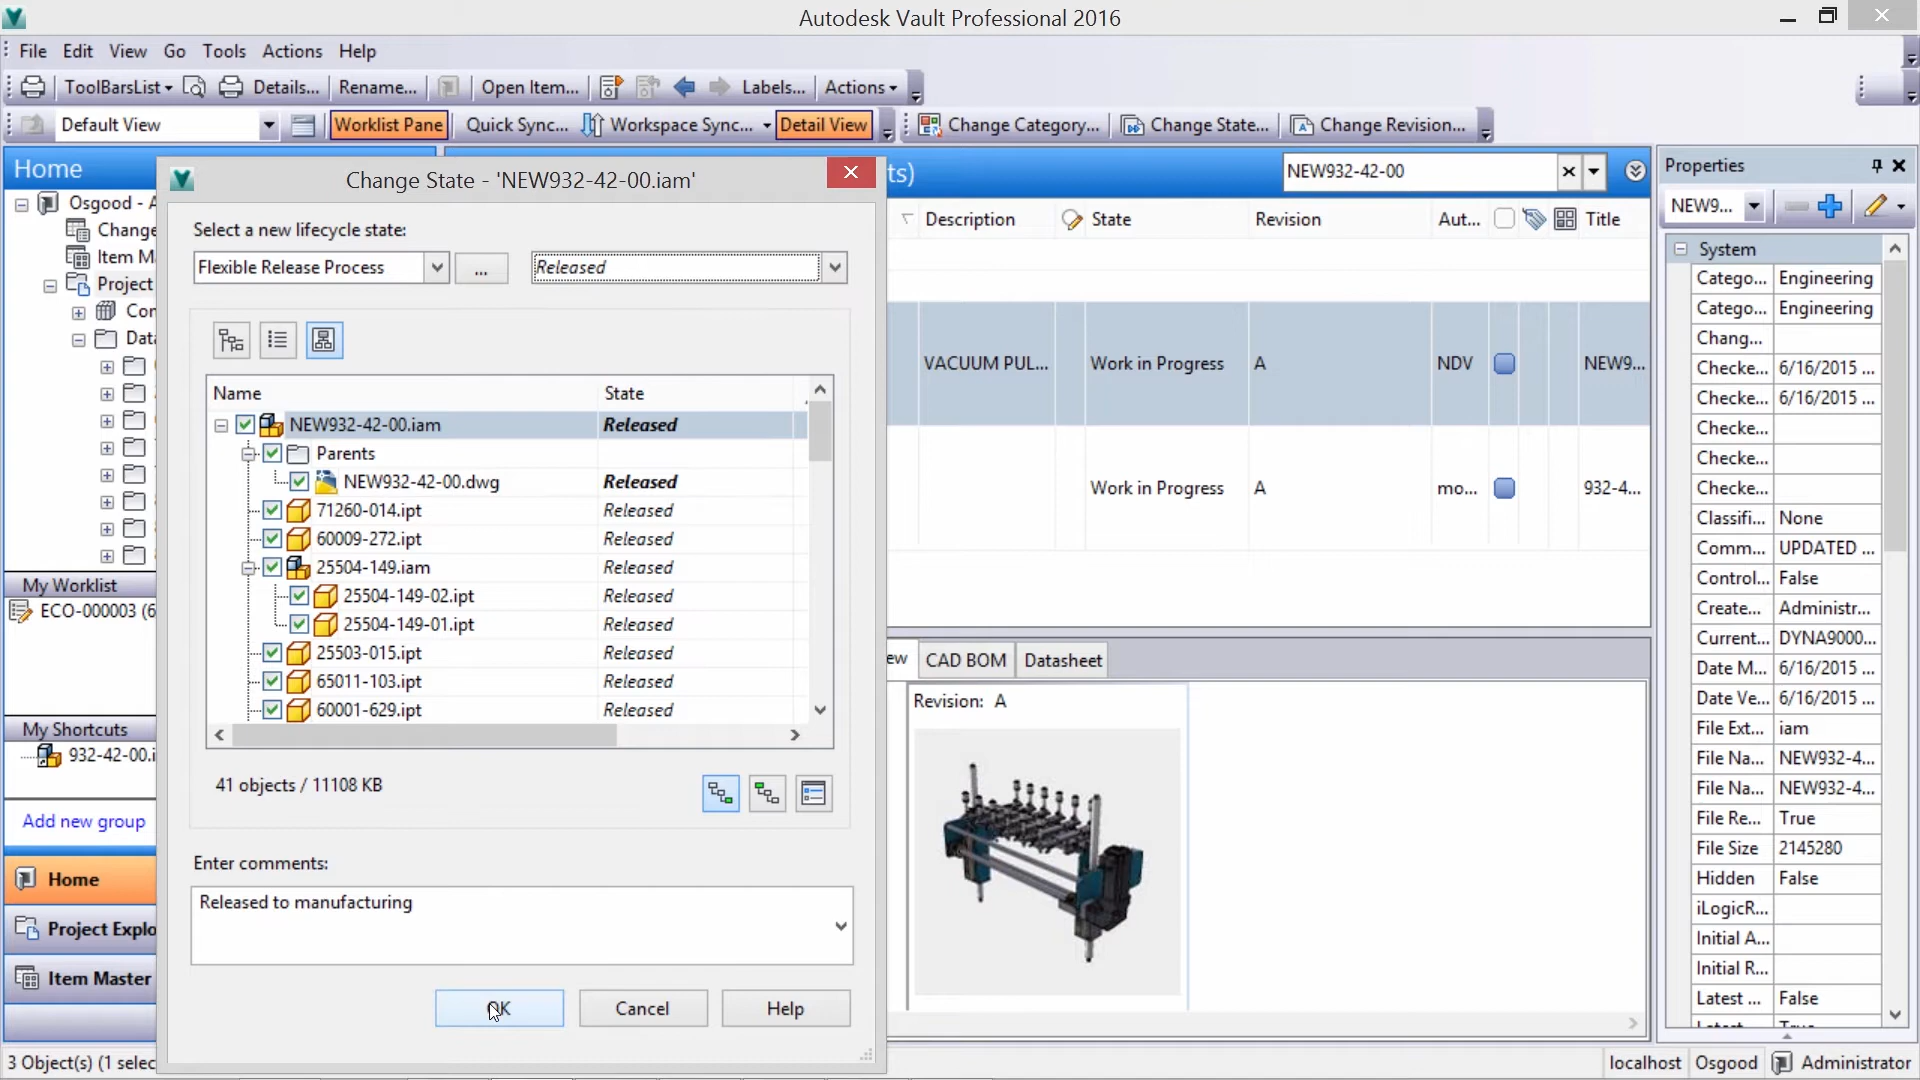 Autodesk Vault Professional 2016
File Edit View Go Tools Actions Help
ToolBarsList Details... Rename... Open Item... Labels... Actions
Default View Worklist Pane Quick Sync... Workspace Sync... Detail View Change Category... Change State... Change Revision...
Home
Osgood - A
Change
Item M
Project
Con
Data
My Worklist
ECO-000003 (6
My Shortcuts
932-42-00.i
Add new group
Home
Project Explo
Item Master
3 Object(s) (1 selec
Change State - 'NEW932-42-00.iam'
Select a new lifecycle state:
Flexible Release Process ... Released
Name State
NEW932-42-00.iam Released
Parents
NEW932-42-00.dwg Released
71260-014.ipt Released
60009-272.ipt Released
25504-149.iam Released
25504-149-02.ipt Released
25504-149-01.ipt Released
25503-015.ipt Released
65011-103.ipt Released
60001-629.ipt Released
41 objects / 11108 KB
Enter comments:
Released to manufacturing
OK Cancel Help
ts) NEW932-42-00
Description State Revision Aut... Title
VACUUM PUL... Work in Progress A NDV NEW9...
Work in Progress A mo... 932-4...
ew CAD BOM Datasheet
Revision: A
Properties
NEW9...
System
Catego... Engineering
Catego... Engineering
Chang...
Checke... 6/16/2015 ...
Checke... 6/16/2015 ...
Checke...
Checke...
Checke...
Classifi... None
Comm... UPDATED ...
Control... False
Create... Administr...
Current... DYNA9000...
Date M... 6/16/2015 ...
Date Ve... 6/16/2015 ...
File Ext... iam
File Na... NEW932-4...
File Na... NEW932-4...
File Re... True
File Size 2145280
Hidden False
iLogicR...
Initial A...
Initial R...
Latest ... False
Latest True
localhost Osgood Administrator